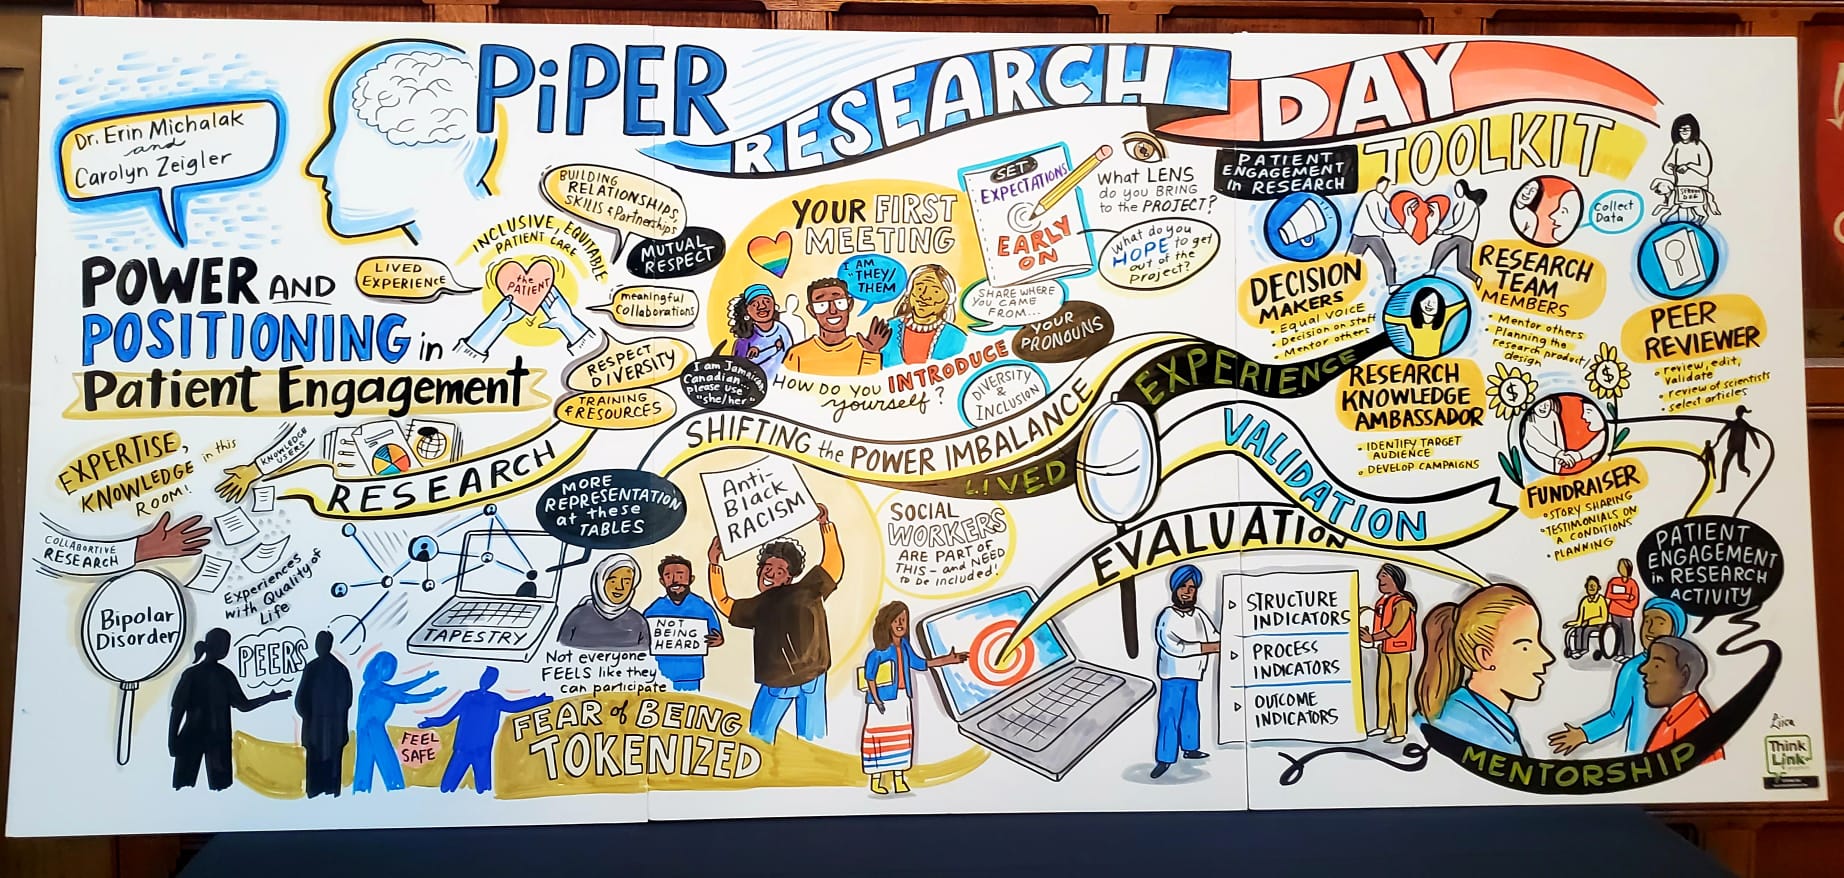 PiPER
RESEARCH
DAY
Dr. Erin Michalak
and
Carolyn Zeigler
POWER AND
POSITIONING in
Patient Engagement
LIVED
EXPERIENCE
INCLUSIVE, EQUITABLE
PATIENT CARE
the
PATIENT
BUILDING
RELATIONSHIPS,
SKILLS & Partnerships
MUTUAL
RESPECT
meaningful
Collaborations
RESPECT
DIVERSITY
TRAINING
& RESOURCES
YOUR FIRST
MEETING
I AM
"THEY/
THEM
I am Jamaican
Canadian
Please use
"she/her"
HOW DO YOU INTRODUCE
yourself?
SET
EXPECTATIONS
EARLY
ON
What LENS
do you BRING
to the PROJECT?
What do you
HOPE to get
out of the
Project?
SHARE WHERE
YOU CAME
FROM...
YOUR
PRONOUNS
DIVERSITY
&
INCLUSION
PATIENT
ENGAGEMENT
in RESEARCH
TOOLKIT
DECISION
MAKERS
• Equal VOICE
• Decision on staff
• Mentor others
Collect
Data
RESEARCH
TEAM
MEMBERS
• Mentor others
• Planning the
research product/
design
PEER
REVIEWER
• review, edit,
validate
• review of scientists
• select articles
RESEARCH
KNOWLEDGE
AMBASSADOR
• IDENTIFY TARGET
AUDIENCE
• DEVELOP CAMPAIGNS
$
$
FUNDRAISER
• STORY SHARING
• TESTIMONIALS ON
A CONDITIONS
• PLANNING
EXPERTISE,
KNOWLEDGE in this
ROOM!
KNOWLEDGE
USERS
RESEARCH
SHIFTING the POWER IMBALANCE
LIVED EXPERIENCE
VALIDATION
EVALUATION
COLLABORTIVE
RESEARCH
Bipolar
Disorder
Experiences
with Quality of
Life
PEERS
FEEL
SAFE
TAPESTRY
MORE
REPRESENTATION
at these
TABLES
Not everyone
FEELS like they
can participate
NOT
BEING
HEARD
Anti-
Black
RACISM
FEAR of BEING
TOKENIZED
SOCIAL
WORKERS
ARE PART OF
THIS - and NEED
to be included!
STRUCTURE
INDICATORS
PROCESS
INDICATORS
OUTCOME
INDICATORS
PATIENT
ENGAGEMENT
in RESEARCH
ACTIVITY
MENTORSHIP
Think
Link